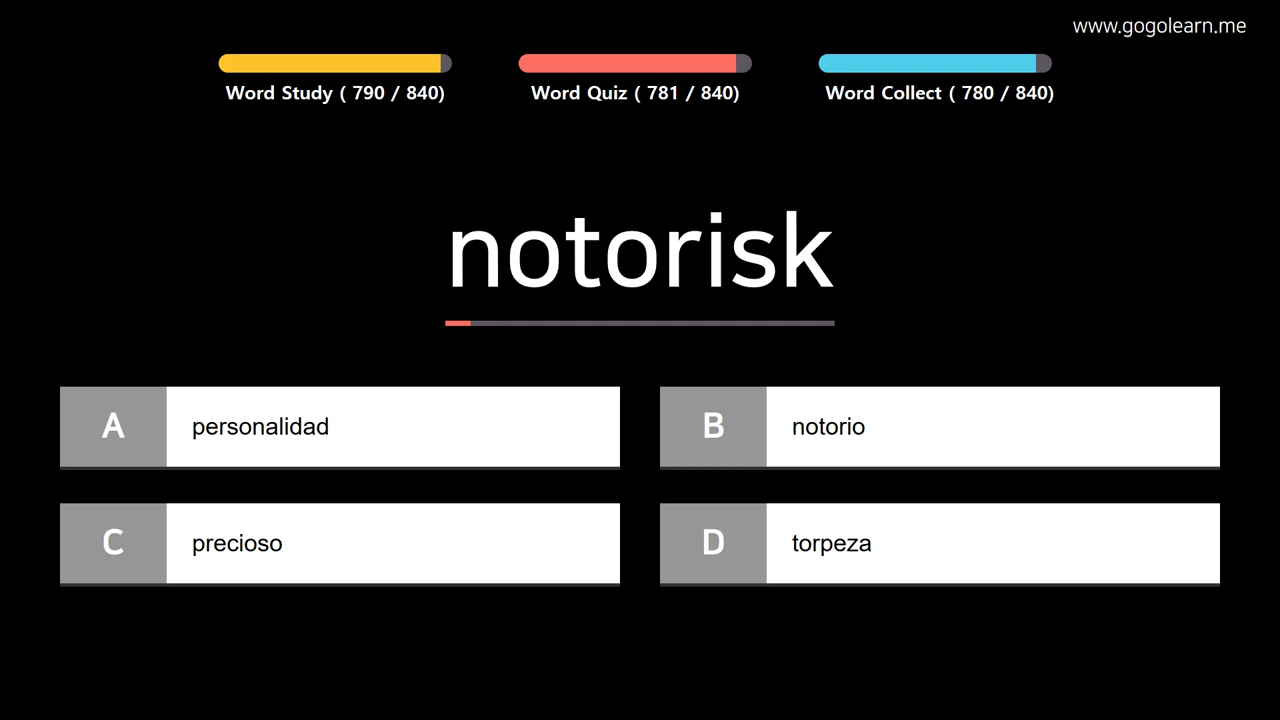 www.gogolearn.me
Word Study ( 790 / 840)
Word Quiz ( 781 / 840)
Word Collect ( 780 / 840)
notorisk
A personalidad
B notorio
C precioso
D torpeza